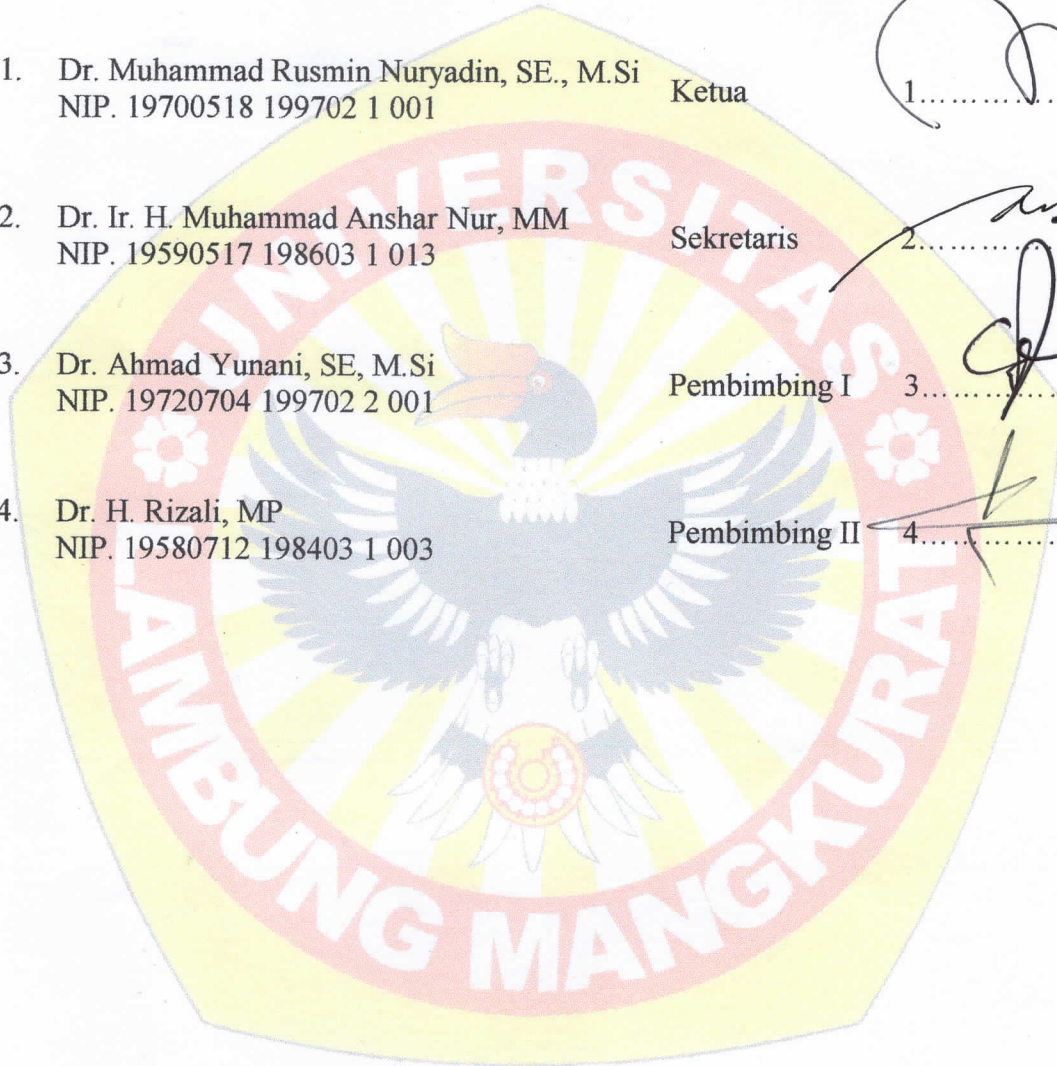 1. Dr. Muhammad Rusmin Nuryadin, SE., M.Si
NIP. 19700518 199702 1 001
Ketua
1..............
2. Dr. Ir. H. Muhammad Anshar Nur, MM
NIP. 19590517 198603 1 013
Sekretaris
2..............
3. Dr. Ahmad Yunani, SE, M.Si
NIP. 19720704 199702 2 001
Pembimbing I
3..............
4. Dr. H. Rizali, MP
NIP. 19580712 198403 1 003
Pembimbing II
4..............
UNIVERSITAS
LAMBUNG MANGKURAT